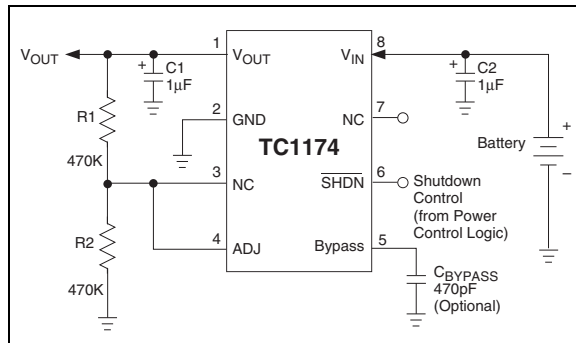 VOUT
1
VOUT
VIN
8
+
C1
1µF
+
C2
1µF
R1
470K
2
GND
NC
7
TC1174
Battery
+
–
3
NC
SHDN
6
Shutdown
Control
(from Power
Control Logic)
R2
470K
4
ADJ
Bypass
5
CBYPASS
470pF
(Optional)